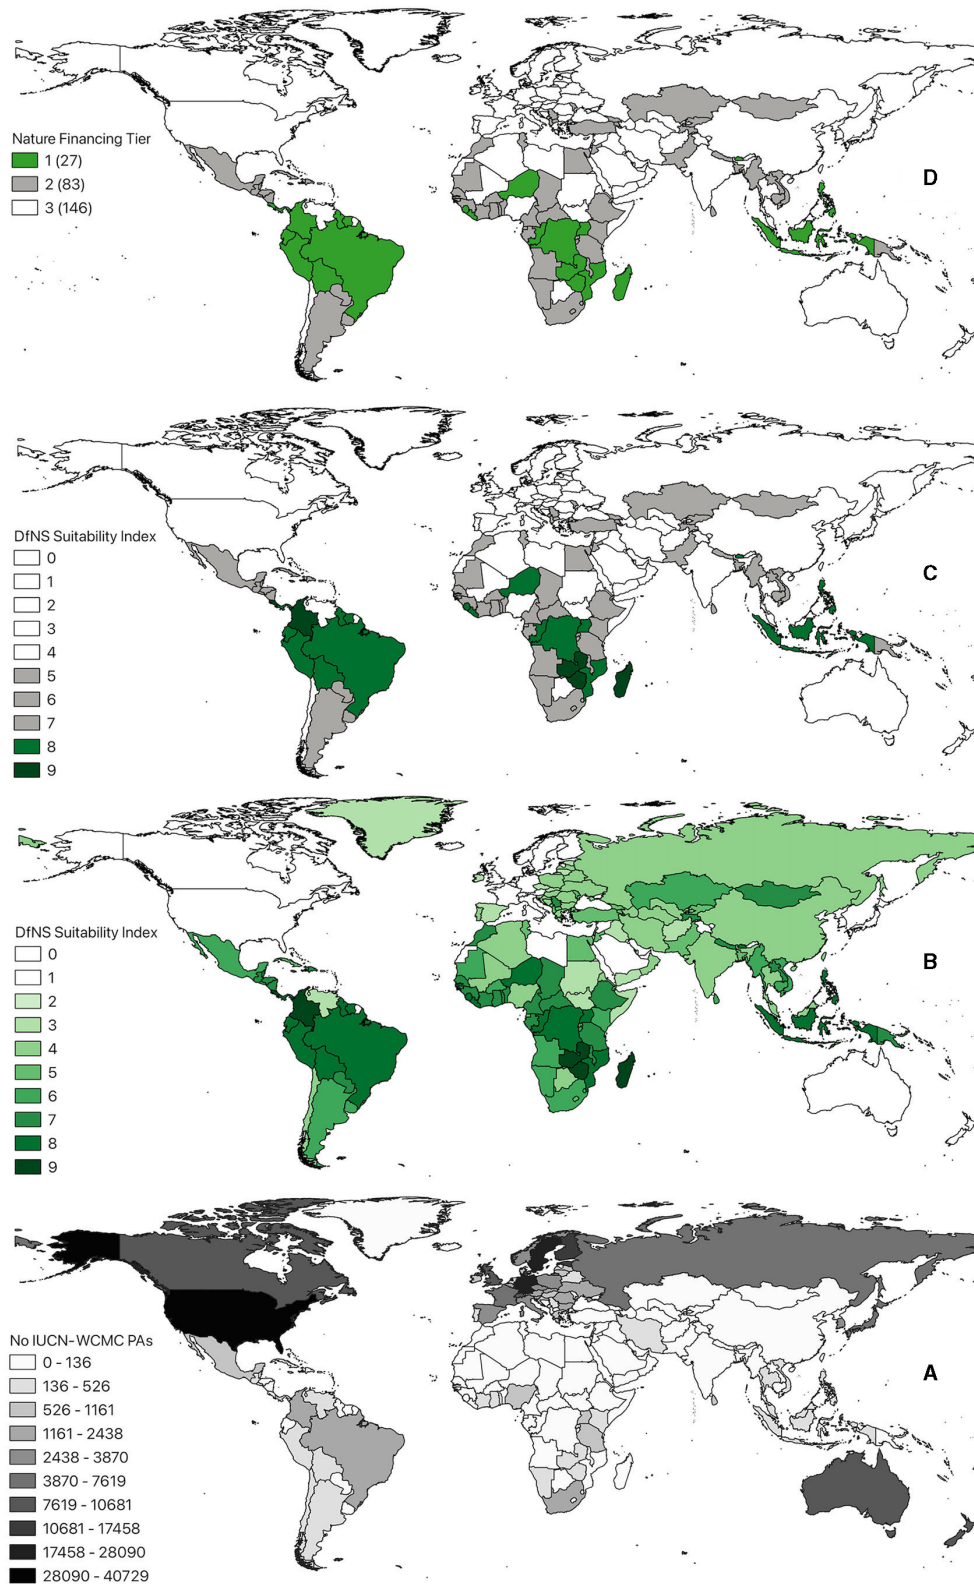 Nature Financing Tier
1 (27)
2 (83)
3 (146)
D
DfNS Suitability Index
0
1
2
3
4
5
6
7
8
9
C
DfNS Suitability Index
0
1
2
3
4
5
6
7
8
9
B
No IUCN-WCMC PAs
0 - 136
136 - 526
526 - 1161
1161 - 2438
2438 - 3870
3870 - 7619
7619 - 10681
10681 - 17458
17458 - 28090
28090 - 40729
A